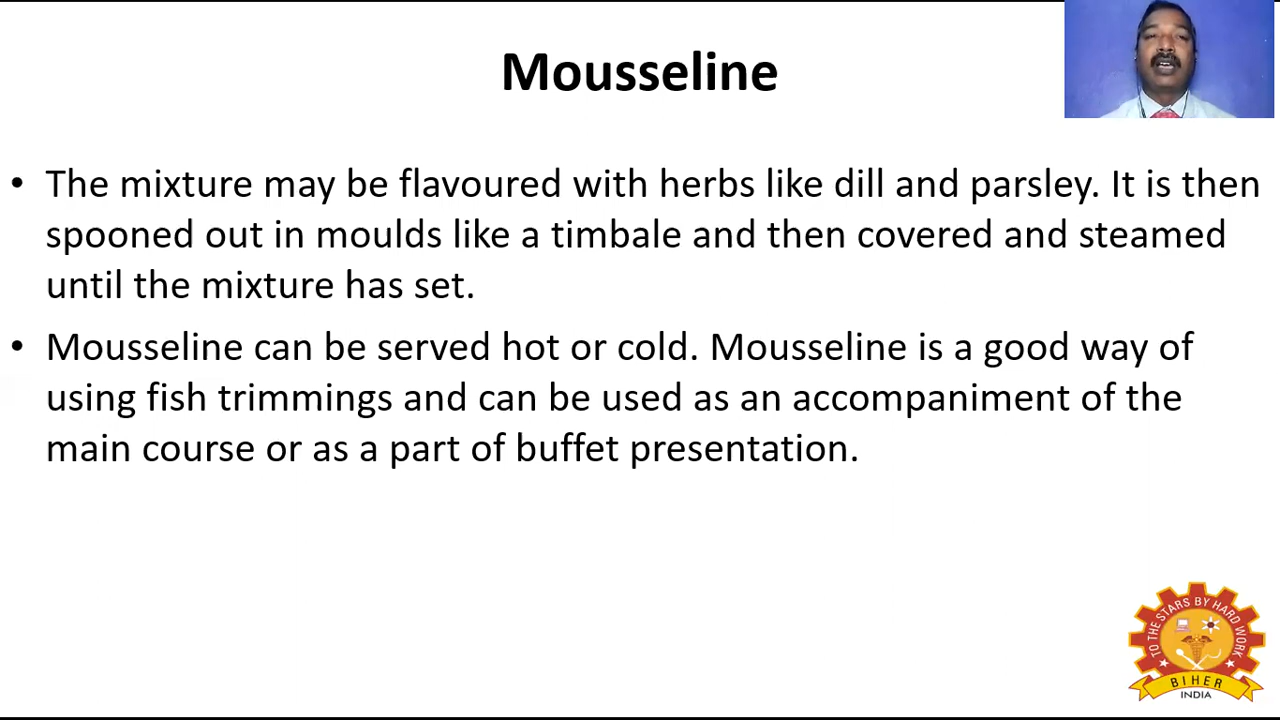 Mousseline
• The mixture may be flavoured with herbs like dill and parsley. It is then
spooned out in moulds like a timbale and then covered and steamed
until the mixture has set.
• Mousseline can be served hot or cold. Mousseline is a good way of
using fish trimmings and can be used as an accompaniment of the
main course or as a part of buffet presentation.
TO THE STARS BY HARD WORK
BIHER
INDIA